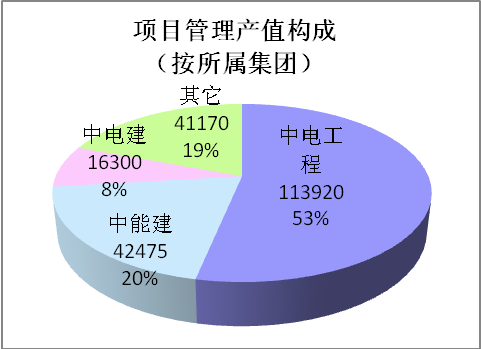 项目管理产值构成
（按所属集团）
其它
41170
19%
中电建
16300
8%
中电工
程
113920
53%
中能建
42475
20%